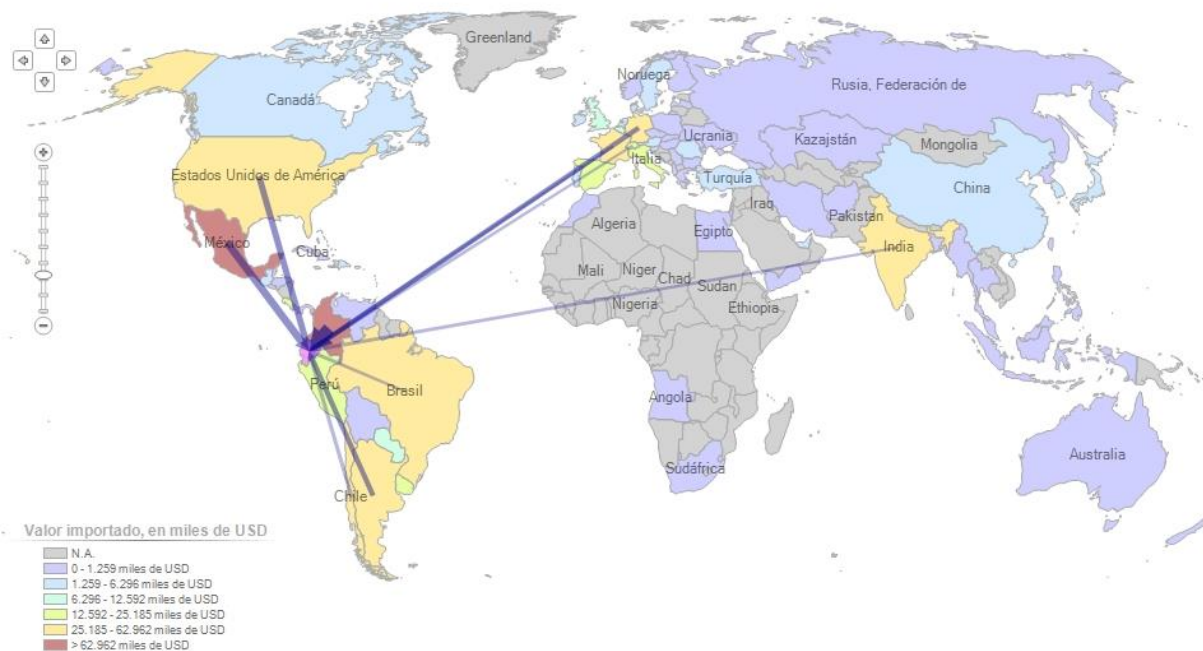 Greenland
Noruega
Canadá
Rusia, Federación de
Ucrania
Kazajstán
Mongolia
Italia
Estados Unidos de América
Turquía
China
Iraq
Argelia
Pakistán
México
Cuba
Egipto
India
Mali
Niger
Chad
Sudan
Nigeria
Ethiopia
Perú
Brasil
Angola
Australia
Sudáfrica
Chile
Valor importado, en miles de USD
N.A.
0 - 1.259 miles de USD
1.259 - 6.296 miles de USD
6.296 - 12.592 miles de USD
12.592 - 25.185 miles de USD
25.185 - 62.962 miles de USD
> 62.962 miles de USD